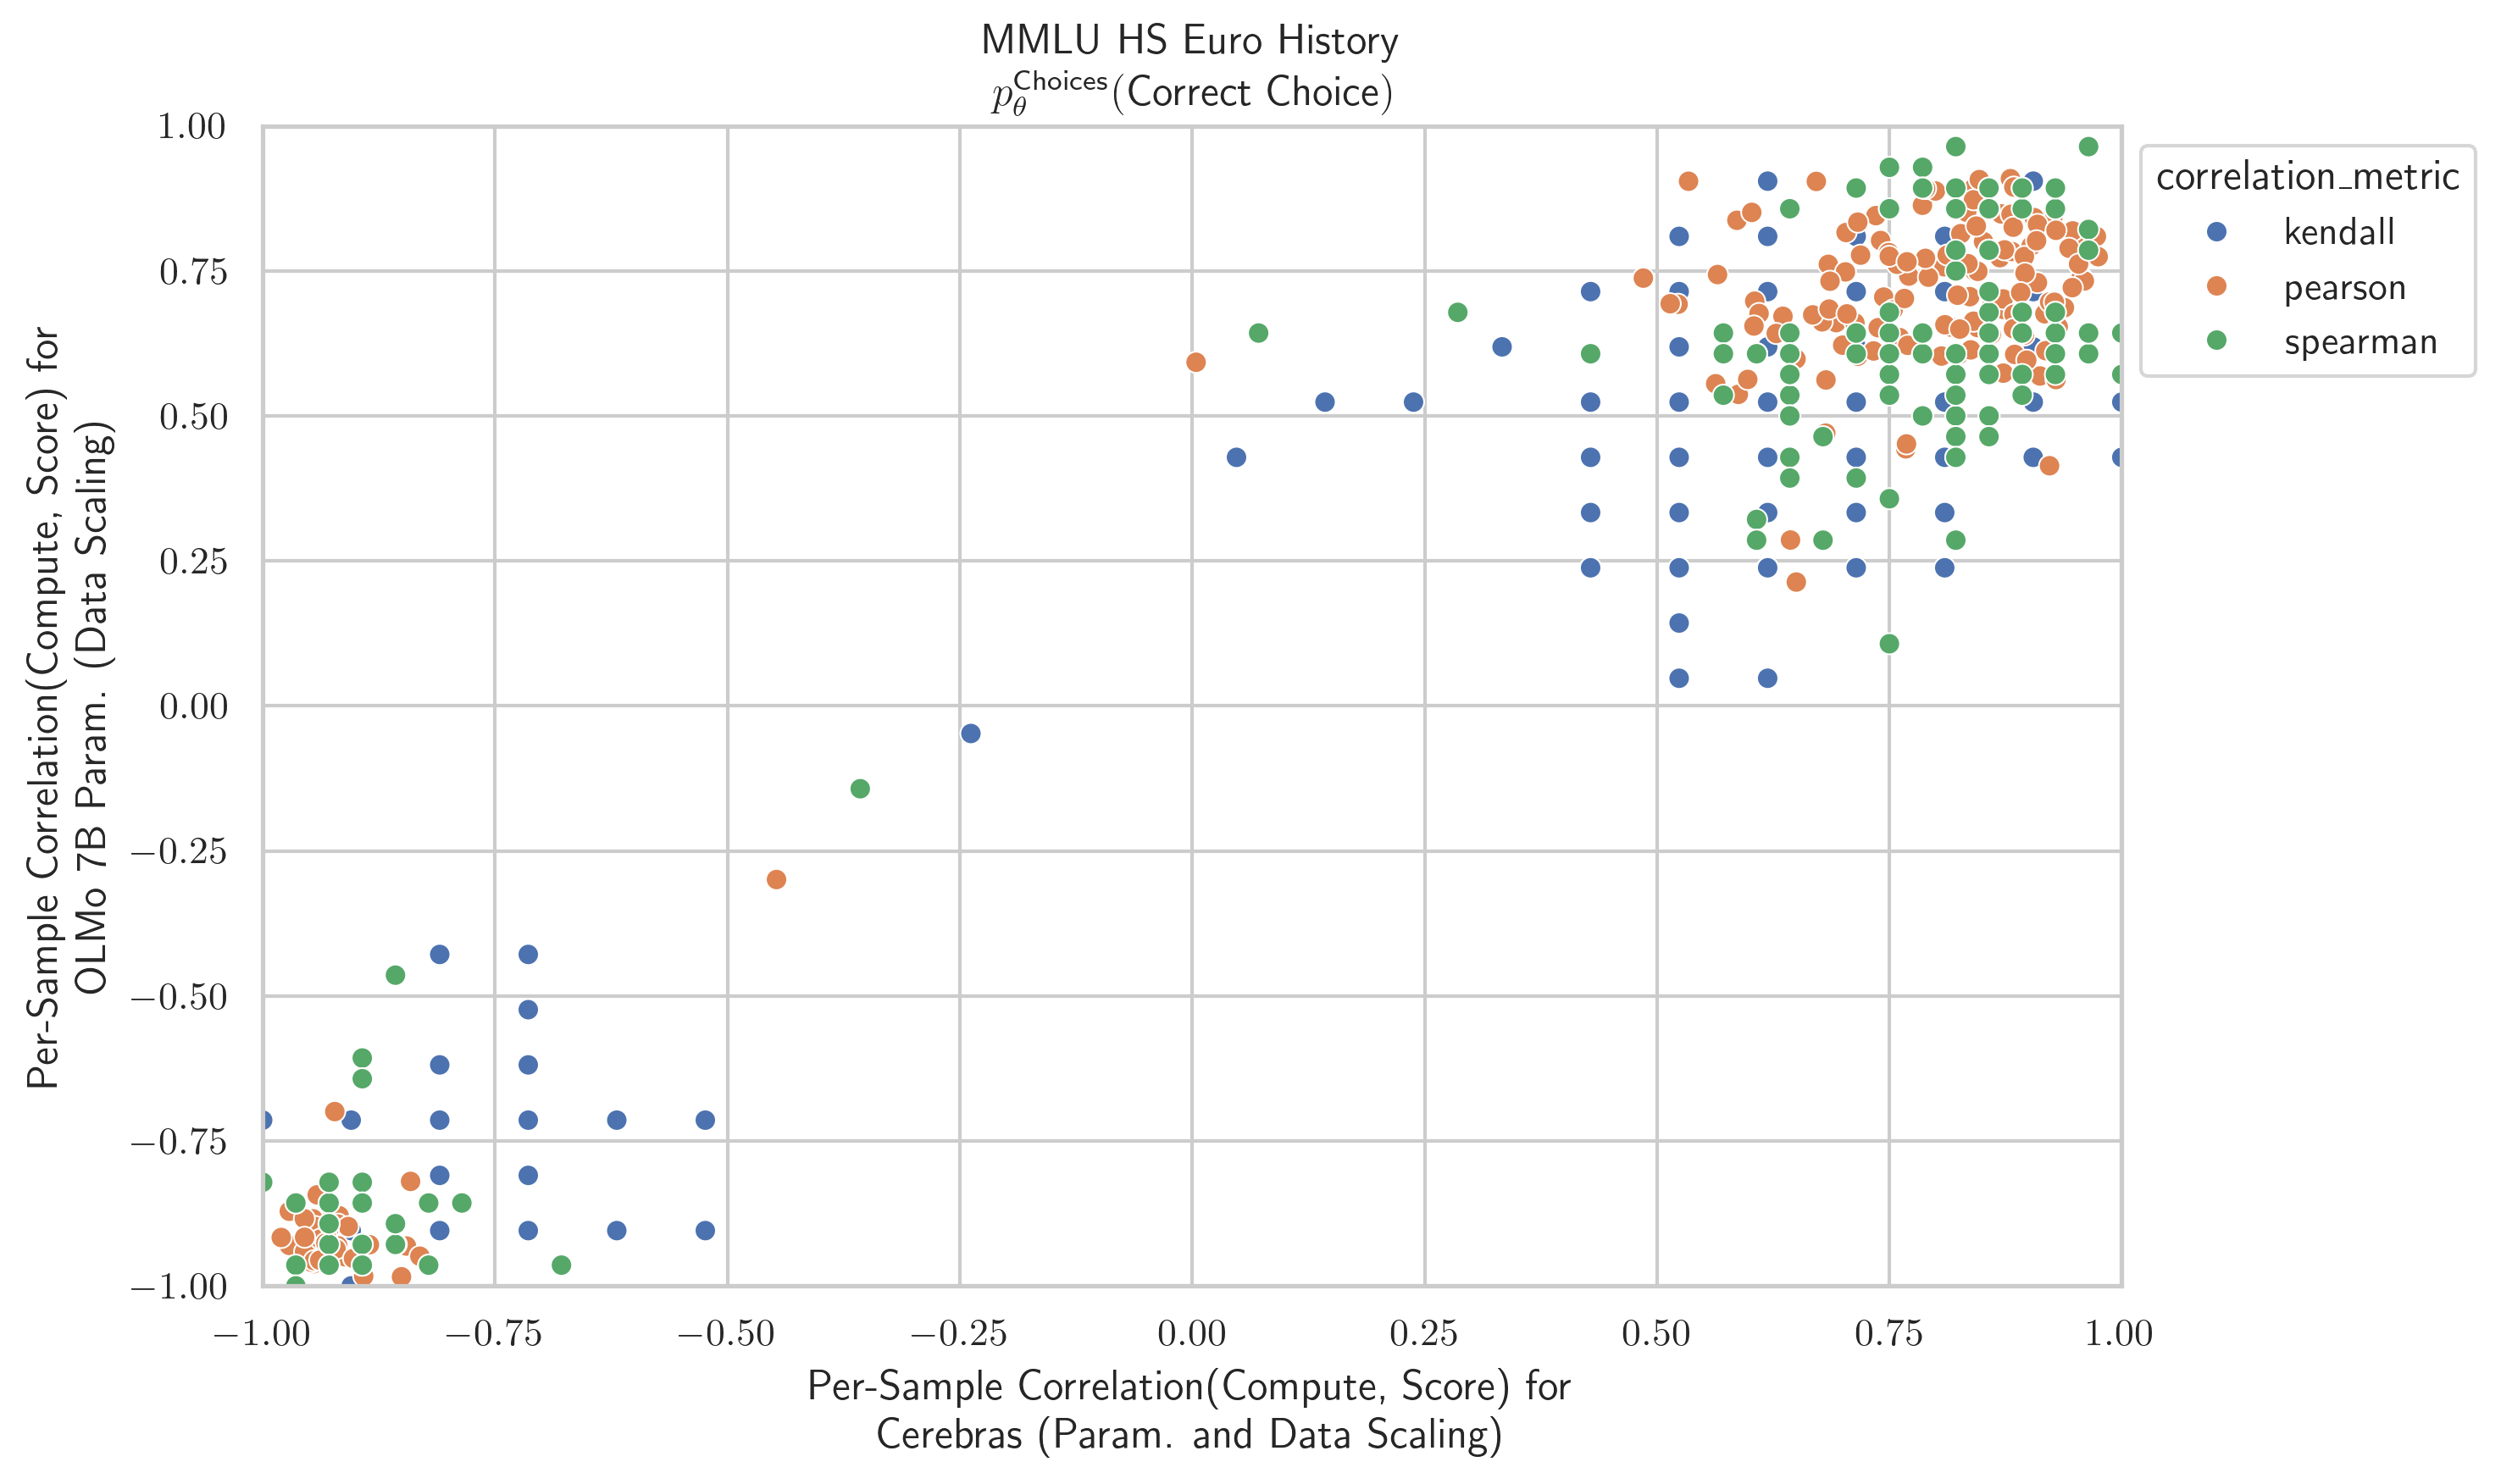 MMLU HS Euro History
p_θ^Choices(Correct Choice)
1.00
0.75
0.50
0.25
0.00
−0.25
−0.50
−0.75
−1.00
Per-Sample Correlation(Compute, Score) for
OLMo 7B Param. (Data Scaling)
−1.00 −0.75 −0.50 −0.25 0.00 0.25 0.50 0.75 1.00
Per-Sample Correlation(Compute, Score) for
Cerebras (Param. and Data Scaling)
correlation_metric
kendall
pearson
spearman